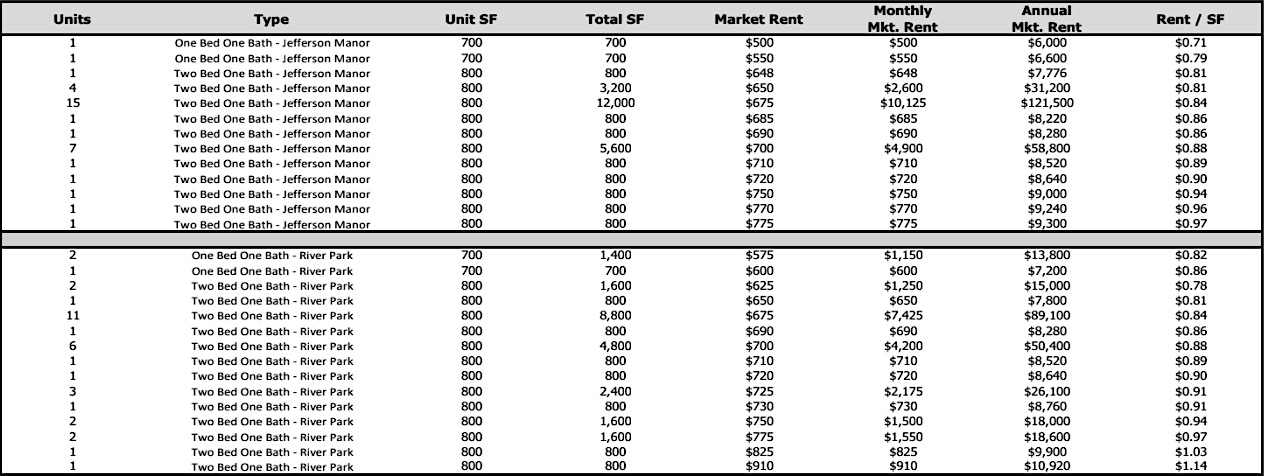 Units Type Unit SF Total SF Market Rent Monthly Mkt. Rent Annual Mkt. Rent Rent / SF
1 One Bed One Bath - Jefferson Manor 700 700 $500 $500 $6,000 $0.71
1 One Bed One Bath - Jefferson Manor 700 700 $550 $550 $6,600 $0.79
1 Two Bed One Bath - Jefferson Manor 800 800 $648 $648 $7,776 $0.81
4 Two Bed One Bath - Jefferson Manor 800 3,200 $650 $2,600 $31,200 $0.81
15 Two Bed One Bath - Jefferson Manor 800 12,000 $675 $10,125 $121,500 $0.84
1 Two Bed One Bath - Jefferson Manor 800 800 $685 $685 $8,220 $0.86
1 Two Bed One Bath - Jefferson Manor 800 800 $690 $690 $8,280 $0.86
7 Two Bed One Bath - Jefferson Manor 800 5,600 $700 $4,900 $58,800 $0.88
1 Two Bed One Bath - Jefferson Manor 800 800 $710 $710 $8,520 $0.89
1 Two Bed One Bath - Jefferson Manor 800 800 $720 $720 $8,640 $0.90
1 Two Bed One Bath - Jefferson Manor 800 800 $750 $750 $9,000 $0.94
1 Two Bed One Bath - Jefferson Manor 800 800 $770 $770 $9,240 $0.96
1 Two Bed One Bath - Jefferson Manor 800 800 $775 $775 $9,300 $0.97
2 One Bed One Bath - River Park 700 1,400 $575 $1,150 $13,800 $0.82
1 One Bed One Bath - River Park 700 700 $600 $600 $7,200 $0.86
2 Two Bed One Bath - River Park 800 1,600 $625 $1,250 $15,000 $0.78
1 Two Bed One Bath - River Park 800 800 $650 $650 $7,800 $0.81
11 Two Bed One Bath - River Park 800 8,800 $675 $7,425 $89,100 $0.84
1 Two Bed One Bath - River Park 800 800 $690 $690 $8,280 $0.86
6 Two Bed One Bath - River Park 800 4,800 $700 $4,200 $50,400 $0.88
1 Two Bed One Bath - River Park 800 800 $710 $710 $8,520 $0.89
1 Two Bed One Bath - River Park 800 800 $720 $720 $8,640 $0.90
3 Two Bed One Bath - River Park 800 2,400 $725 $2,175 $26,100 $0.91
1 Two Bed One Bath - River Park 800 800 $730 $730 $8,760 $0.91
2 Two Bed One Bath - River Park 800 1,600 $750 $1,500 $18,000 $0.94
2 Two Bed One Bath - River Park 800 1,600 $775 $1,550 $18,600 $0.97
1 Two Bed One Bath - River Park 800 800 $825 $825 $9,900 $1.03
1 Two Bed One Bath - River Park 800 800 $910 $910 $10,920 $1.14